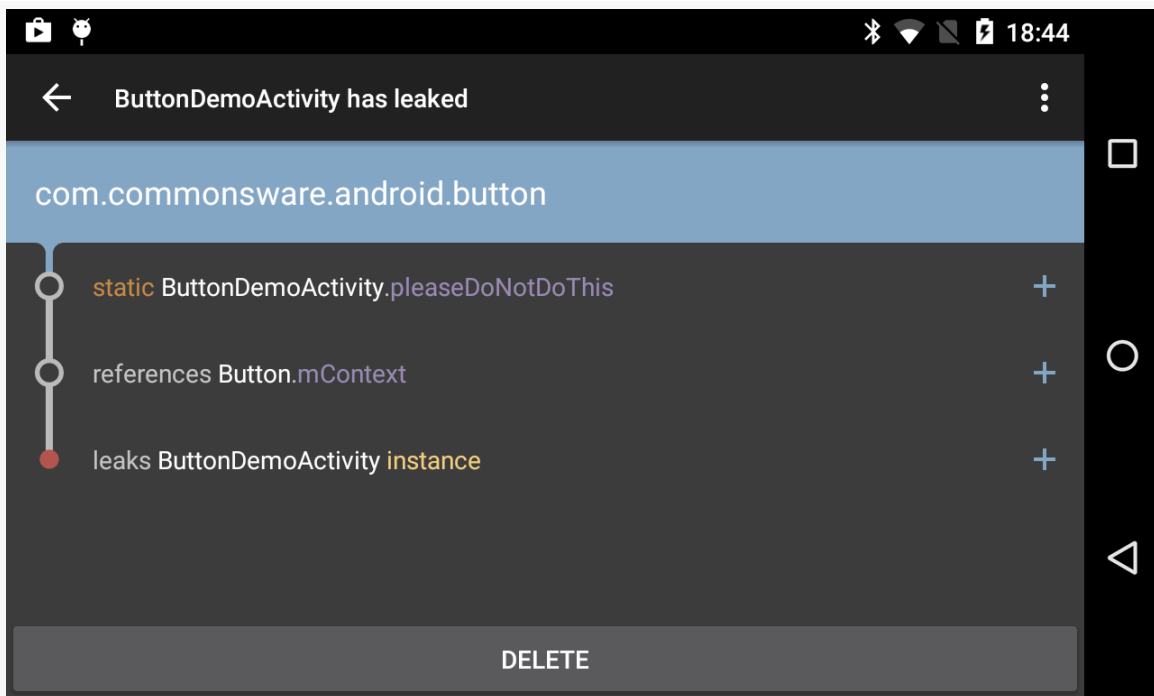 18:44
ButtonDemoActivity has leaked
com.commonsware.android.button
static ButtonDemoActivity.pleaseDoNotDoThis
references Button.mContext
leaks ButtonDemoActivity instance
DELETE